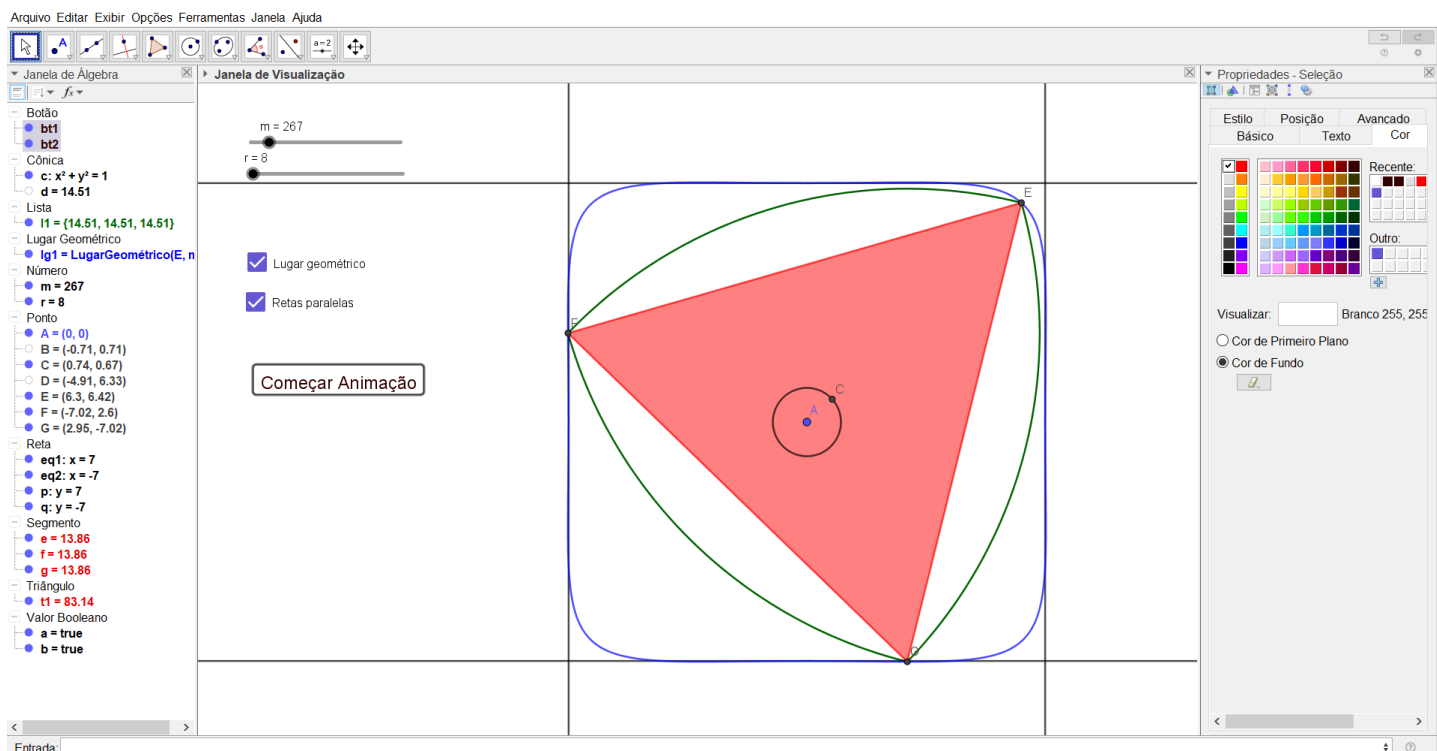 Arquivo Editar Exibir Opções Ferramentas Janela Ajuda
A
a = 2
Janela de Álgebra
Janela de Visualização
Propriedades - Seleção
fx
Botão
bt1
bt2
Cônica
c: x² + y² = 1
d = 14.51
Lista
l1 = {14.51, 14.51, 14.51}
Lugar Geométrico
lg1 = LugarGeométrico(E, n
Número
m = 267
r = 8
Ponto
A = (0, 0)
B = (-0.71, 0.71)
C = (0.74, 0.67)
D = (-4.91, 6.33)
E = (6.3, 6.42)
F = (-7.02, 2.6)
G = (2.95, -7.02)
Reta
eq1: x = 7
eq2: x = -7
p: y = 7
q: y = -7
Segmento
e = 13.86
f = 13.86
g = 13.86
Triângulo
t1 = 83.14
Valor Booleano
a = true
b = true
m = 267
r = 8
Lugar geométrico
Retas paralelas
Começar Animação
E
F
C
A
G
Estilo Posição Avançado
Básico Texto Cor
Recente:
Outro:
Visualizar: Branco 255, 255
Cor de Primeiro Plano
Cor de Fundo
Entrada: